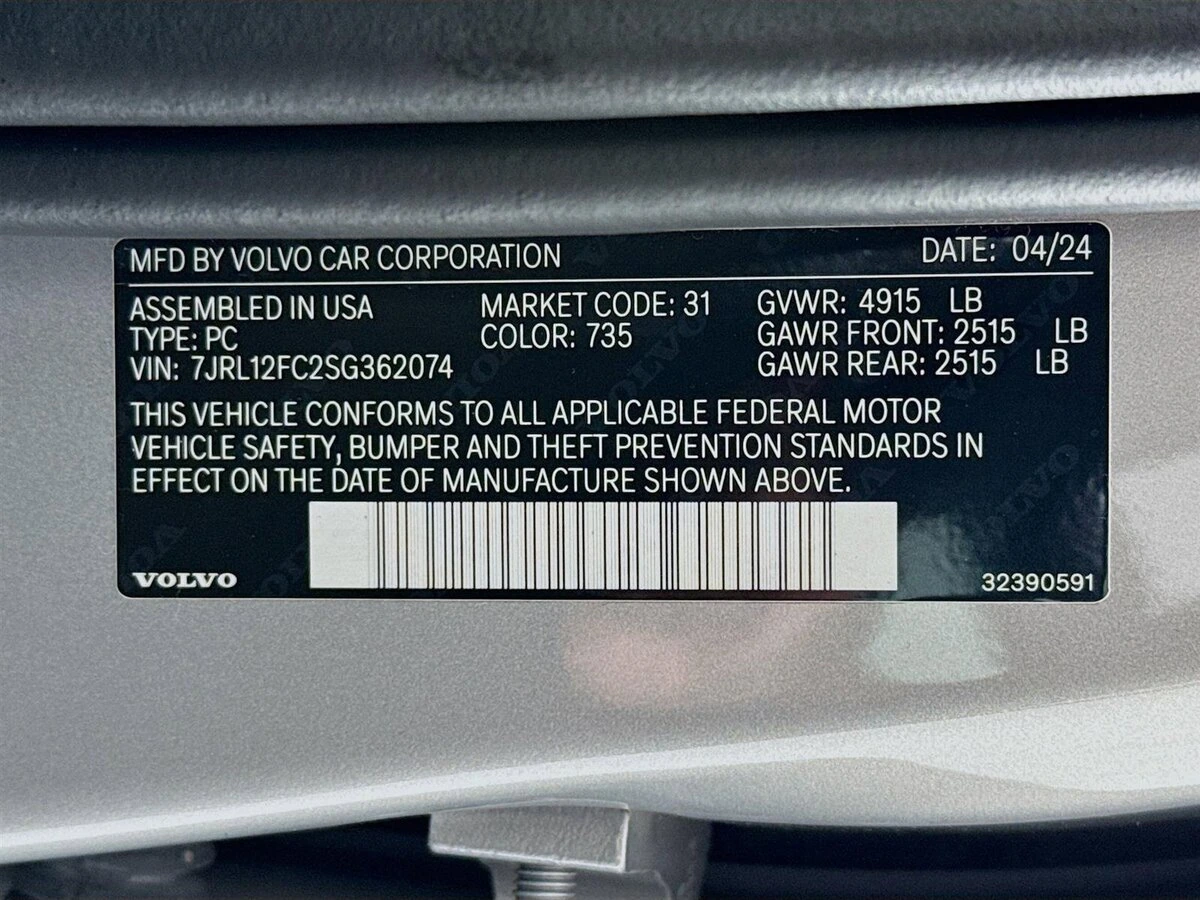 MFD BY VOLVO CAR CORPORATION DATE: 04/24
ASSEMBLED IN USA MARKET CODE: 31 GVWR: 4915 LB
TYPE: PC COLOR: 735 GAWR FRONT: 2515 LB
VIN: 7JRL12FC2SG362074 GAWR REAR: 2515 LB
THIS VEHICLE CONFORMS TO ALL APPLICABLE FEDERAL MOTOR
VEHICLE SAFETY, BUMPER AND THEFT PREVENTION STANDARDS IN
EFFECT ON THE DATE OF MANUFACTURE SHOWN ABOVE.
VOLVO 32390591